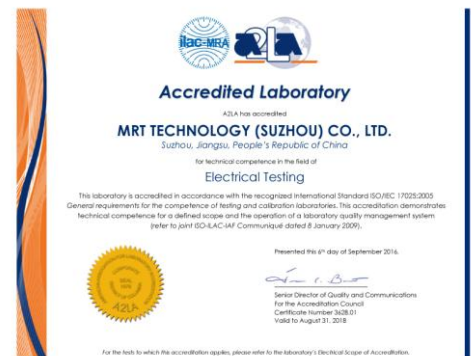 ilac-MRA
A2LA
Accredited Laboratory
A2LA has accredited
MRT TECHNOLOGY (SUZHOU) CO., LTD.
Suzhou, Jiangsu, People's Republic of China
for technical competence in the field of
Electrical Testing
This laboratory is accredited in accordance with the recognized International Standard ISO/IEC 17025:2005
General requirements for the competence of testing and calibration laboratories. This accreditation demonstrates
technical competence for a defined scope and the operation of a laboratory quality management system
(refer to joint ISO-ILAC-IAF Communiqué dated 8 January 2009).
Presented this 6th day of September 2016.
Senior Director of Quality and Communications
For the Accreditation Council
Certificate Number 3628.01
Valid to August 31, 2018
CORPORATE
SEAL
1978
A2LA
For the tests to which this accreditation applies, please refer to the laboratory's Electrical Scope of Accreditation.